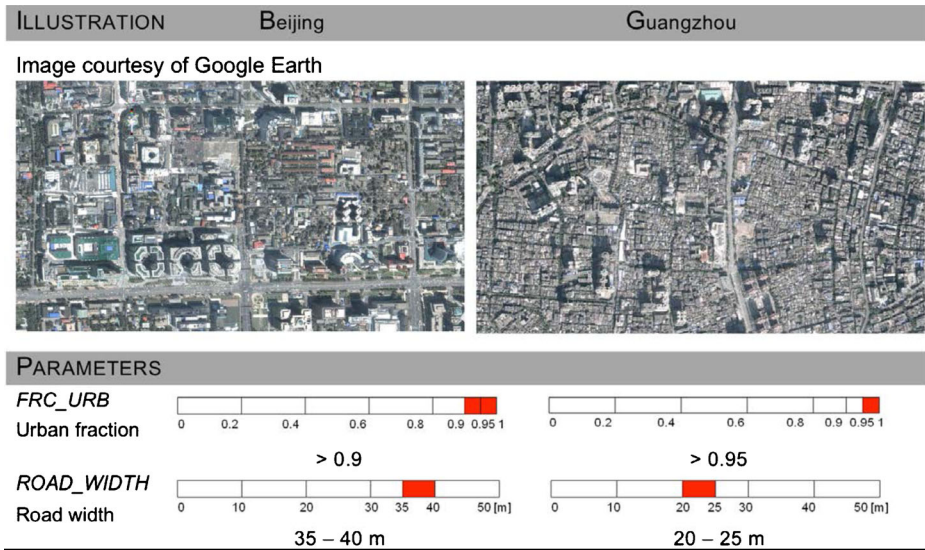 ILLUSTRATION Beijing Guangzhou
Image courtesy of Google Earth
PARAMETERS
FRC_URB
Urban fraction
0 0.2 0.4 0.6 0.8 0.9 0.95 1
0 0.2 0.4 0.6 0.8 0.9 0.95 1
> 0.9 > 0.95
ROAD_WIDTH
Road width
0 10 20 30 35 40 50 [m]
0 10 20 25 30 40 50 [m]
35 – 40 m 20 – 25 m